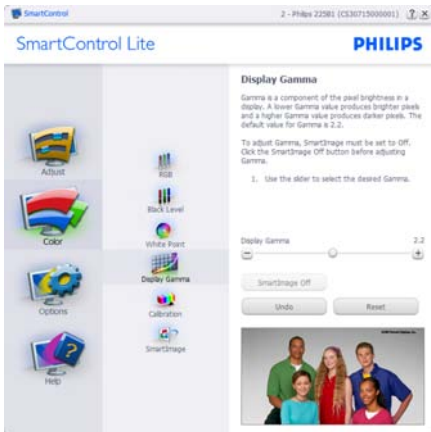 SmartControl
2 - Philips 225B1 (CS30715000001)
?
SmartControl Lite
PHILIPS
Adjust
Color
Options
Help
RGB
Black Level
White Point
Display Gamma
Calibration
SmartImage
Display Gamma
Gamma is a component of the pixel brightness in a
display. A lower Gamma value produces brighter pixels
and a higher Gamma value produces darker pixels. The
default value for Gamma is 2.2.
To adjust Gamma, SmartImage must be set to Off.
Click the SmartImage Off button before adjusting
Gamma.
1. Use the slider to select the desired Gamma.
Display Gamma
2.2
SmartImage Off
Undo
Reset